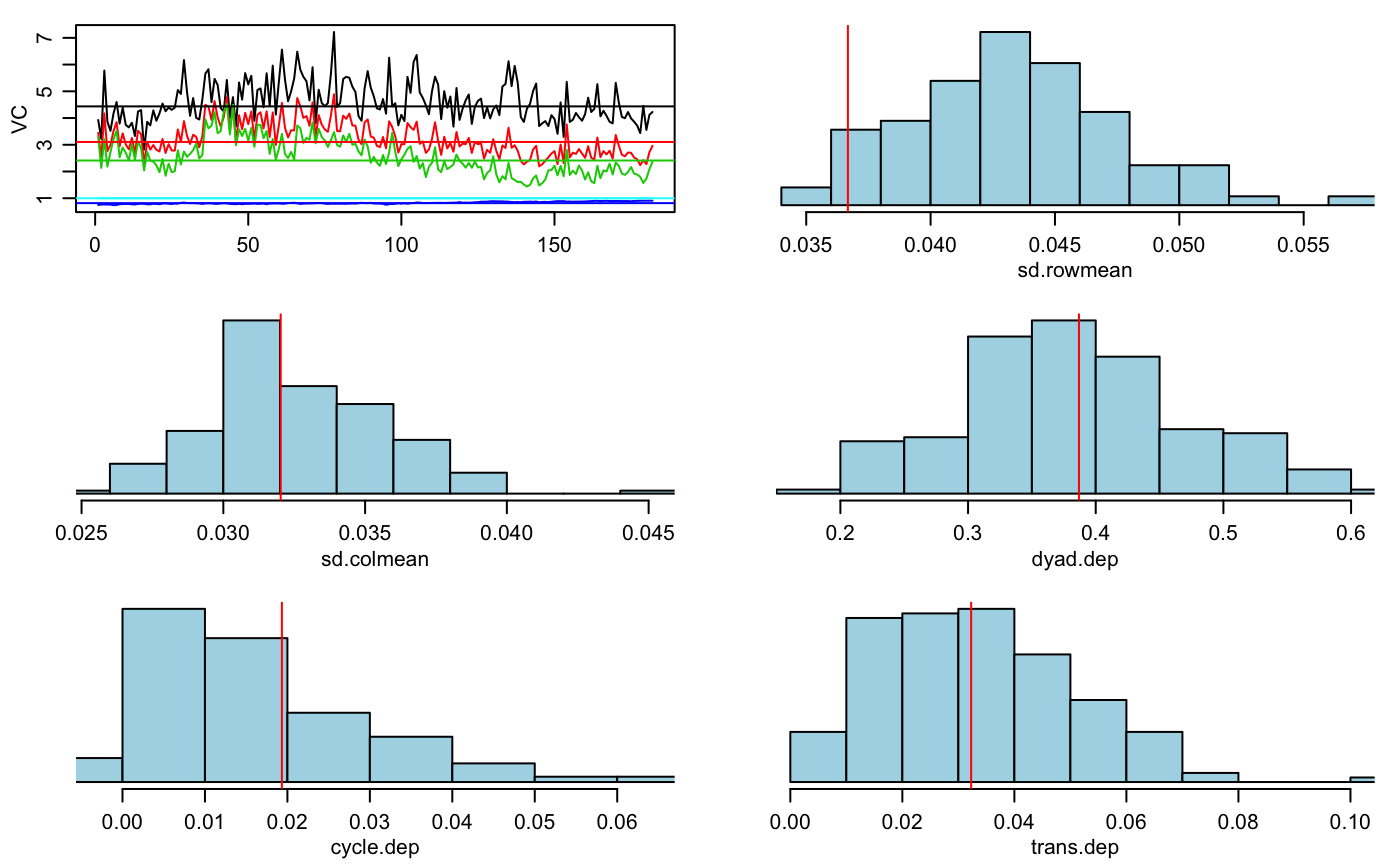 VC
7
5
3
1
0 50 100 150
0.035 0.040 0.045 0.050 0.055
sd.rowmean
0.025 0.030 0.035 0.040 0.045
sd.colmean
0.2 0.3 0.4 0.5 0.6
dyad.dep
0.00 0.01 0.02 0.03 0.04 0.05 0.06
cycle.dep
0.00 0.02 0.04 0.06 0.08 0.10
trans.dep